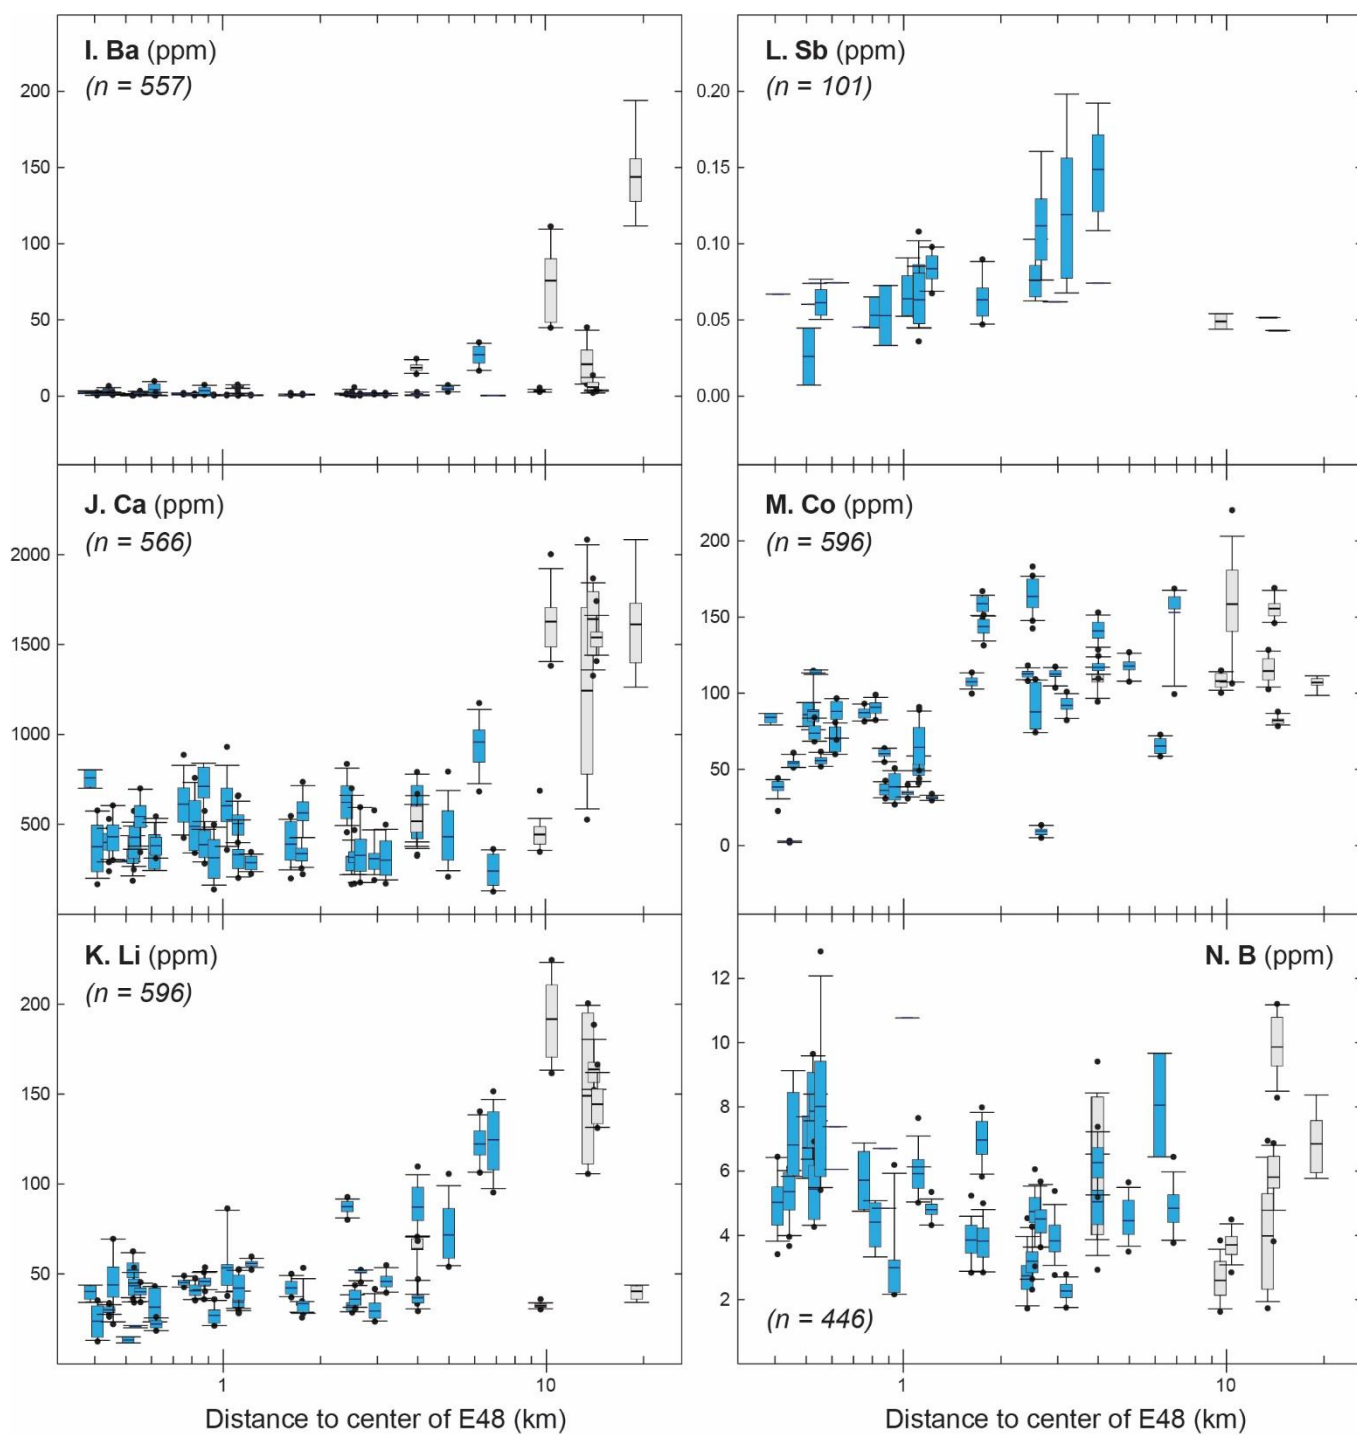 I. Ba (ppm)
(n = 557)
200
150
100
50
0
L. Sb (ppm)
(n = 101)
0.20
0.15
0.10
0.05
0.00
J. Ca (ppm)
(n = 566)
2000
1500
1000
500
M. Co (ppm)
(n = 596)
200
150
100
50
0
K. Li (ppm)
(n = 596)
200
150
100
50
1
10
Distance to center of E48 (km)
N. B (ppm)
12
10
8
6
4
2
(n = 446)
1
10
Distance to center of E48 (km)